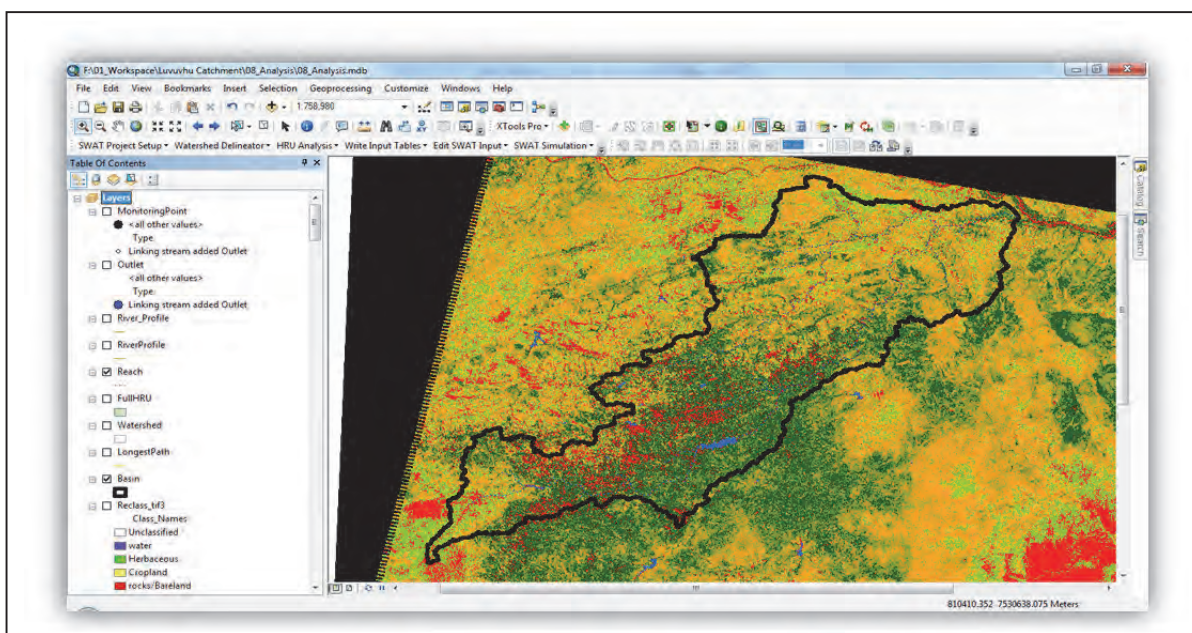 F:\01_Workspace\Luvuvhu Catchment\08_Analysis\08_Analysis.mdb
File Edit View Bookmarks Insert Selection Geoprocessing Customize Windows Help
1:758,980
XTools Pro
SWAT Project Setup Watershed Delineator HRU Analysis Write Input Tables Edit SWAT Input SWAT Simulation
Table Of Contents
Layers
MonitoringPoint
<all other values>
Type
Linking stream added Outlet
Outlet
<all other values>
Type
Linking stream added Outlet
River_Profile
RiverProfile
Reach
FullHRU
Watershed
LongestPath
Basin
Reclass_tif3
Class_Names
Unclassified
water
Herbaceous
Cropland
rocks/Bareland
Catalog
Search
810410.352 7530638.075 Meters